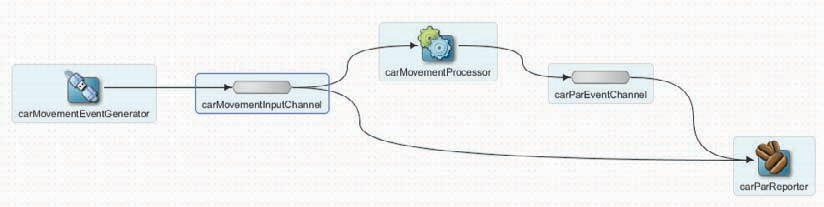 carMovementProcessor
carMovementEventGenerator
carMovementInputChannel
carParEventChannel
carParReporter